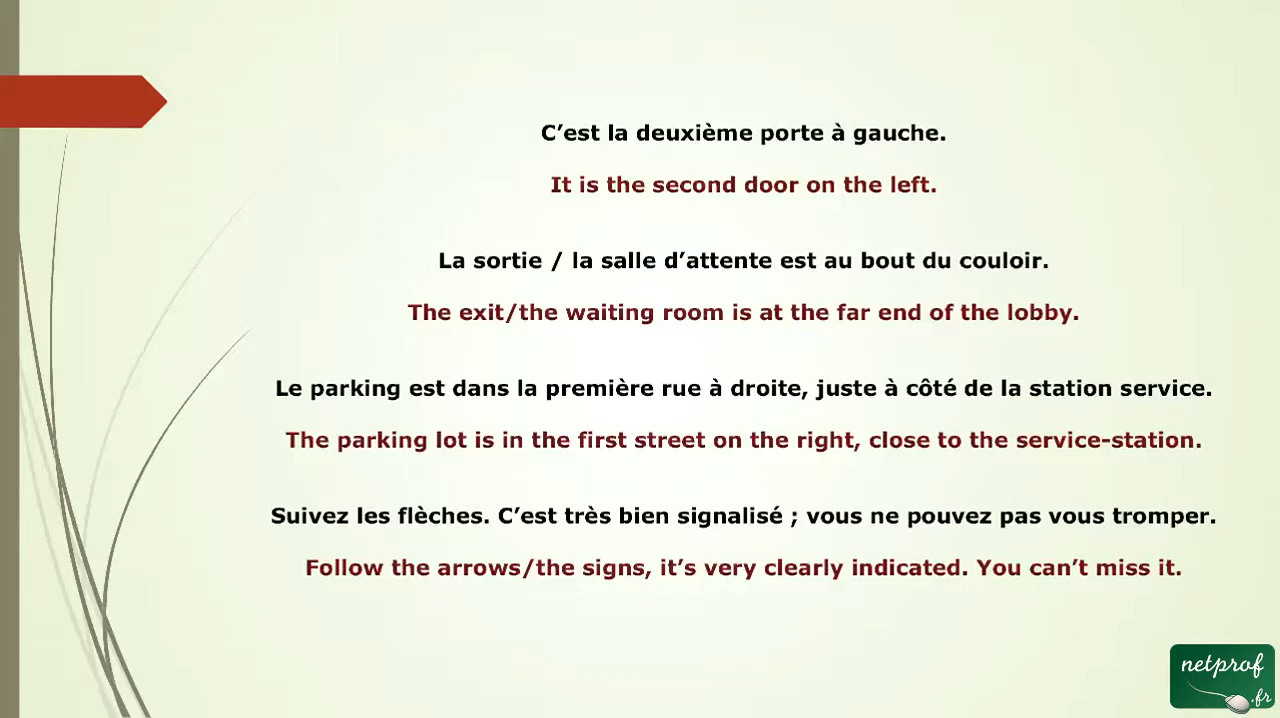 C’est la deuxième porte à gauche.
It is the second door on the left.
La sortie / la salle d’attente est au bout du couloir.
The exit/the waiting room is at the far end of the lobby.
Le parking est dans la première rue à droite, juste à côté de la station service.
The parking lot is in the first street on the right, close to the service-station.
Suivez les flèches. C’est très bien signalisé ; vous ne pouvez pas vous tromper.
Follow the arrows/the signs, it’s very clearly indicated. You can’t miss it.
netprof
.fr